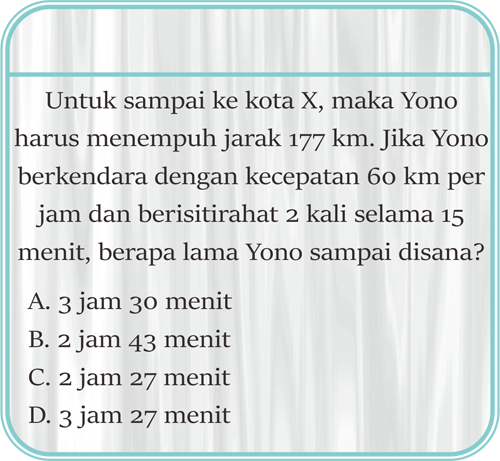 Untuk sampai ke kota X, maka Yono
harus menempuh jarak 177 km. Jika Yono
berkendara dengan kecepatan 60 km per
jam dan berisitirahat 2 kali selama 15
menit, berapa lama Yono sampai disana?
A. 3 jam 30 menit
B. 2 jam 43 menit
C. 2 jam 27 menit
D. 3 jam 27 menit